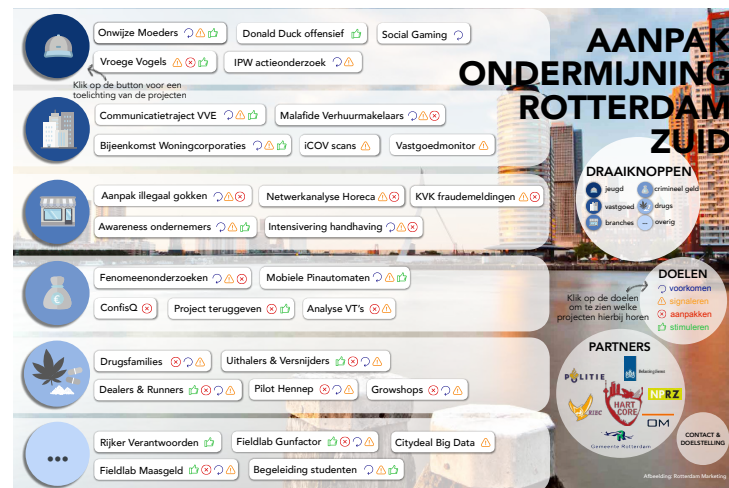 Onwijze Moeders
Donald Duck offensief
Social Gaming
Vroege Vogels
IPW actieonderzoek
Klik op de button voor een
toelichting van de projecten
AANPAK
ONDERMIJNING
ROTTERDAM
ZUID
Communicatietraject VVE
Malafide Verhuurmakelaars
Bijeenkomst Woningcorporaties
iCOV scans
Vastgoedmonitor
DRAAIKNOPPEN
jeugd
crimineel geld
vastgoed
drugs
branches
overig
Aanpak illegaal gokken
Netwerkanalyse Horeca
KVK fraudemeldingen
Awareness ondernemers
Intensivering handhaving
Fenomeenonderzoeken
Mobiele Pinautomaten
ConfisQ
Project teruggeven
Analyse VT's
Klik op de doelen
om te zien welke
projecten hierbij horen
DOELEN
voorkomen
signaleren
aanpakken
stimuleren
Drugsfamilies
Uithalers & Versnijders
Dealers & Runners
Pilot Hennep
Growshops
PARTNERS
POLITIE
Belastingdienst
RIEC
HART
CORE
NPRZ
OM
Gemeente Rotterdam
Rijker Verantwoorden
Fieldlab Gunfactor
Citydeal Big Data
Fieldlab Maasgeld
Begeleiding studenten
CONTACT &
DOELSTELLING
Afbeelding: Rotterdam Marketing